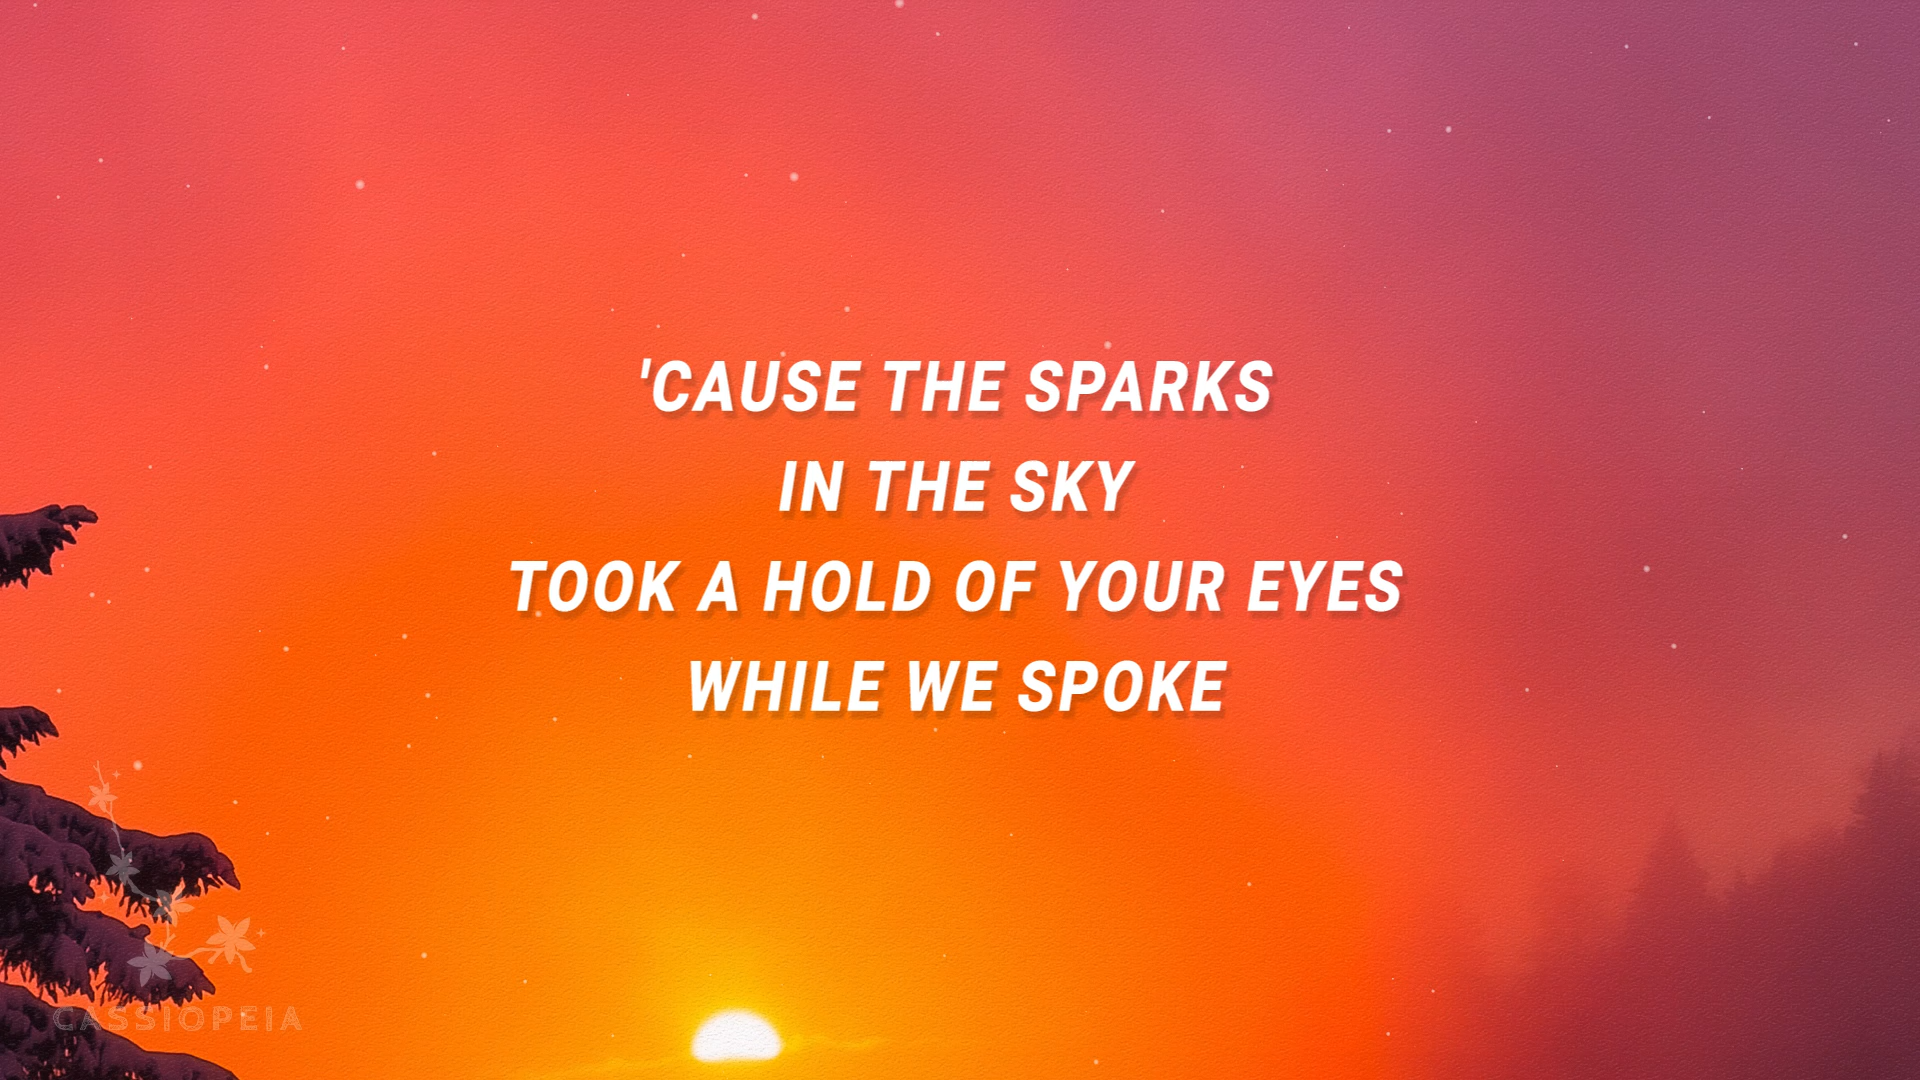 'CAUSE THE SPARKS
IN THE SKY
TOOK A HOLD OF YOUR EYES
WHILE WE SPOKE
CASSIOPEIA